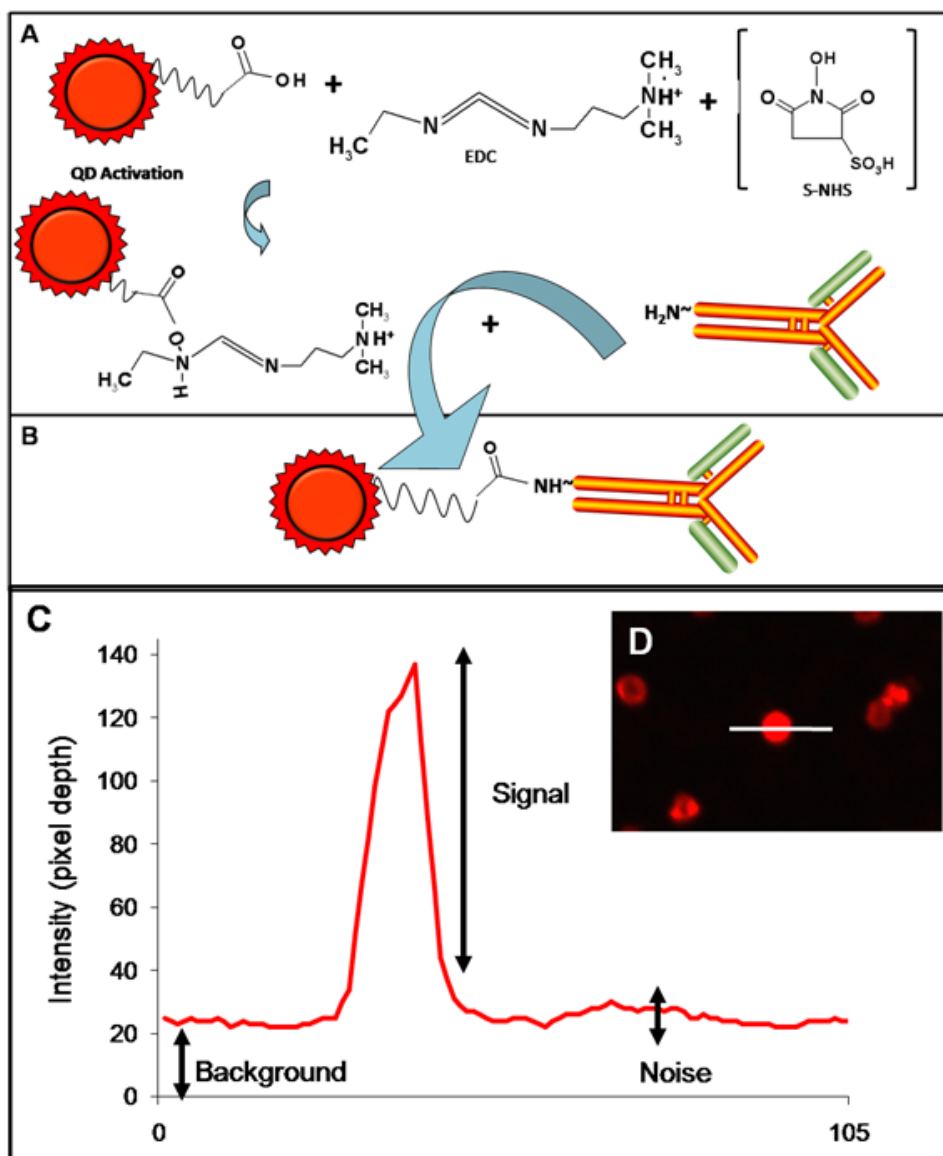 A
O
OH
+
H₃C
N
N
CH₃
NH⁺
CH₃
EDC
+
OH
O
N
O
SO₃H
S-NHS
QD Activation
O
O
H₃C
N
H
N
CH₃
NH⁺
CH₃
+
H₂N~
B
O
NH~
C
D
Intensity (pixel depth)
140
120
100
80
60
40
20
0
Signal
Background
Noise
0
105